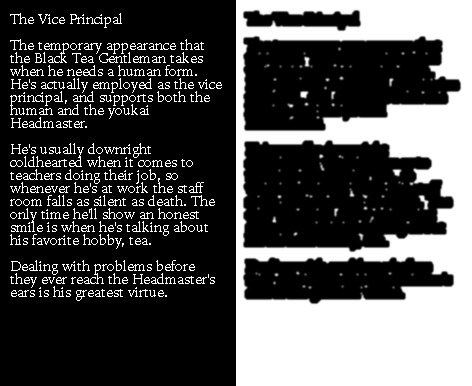 The Vice Principal
The temporary appearance that
the Black Tea Gentleman takes
when he needs a human form.
He's actually employed as the vice
principal, and supports both the
human and the youkai
Headmaster.
He's usually downright
coldhearted when it comes to
teachers doing their job, so
whenever he's at work the staff
room falls as silent as death. The
only time he'll show an honest
smile is when he's talking about
his favorite hobby, tea.
Dealing with problems before
they ever reach the Headmaster's
ears is his greatest virtue.